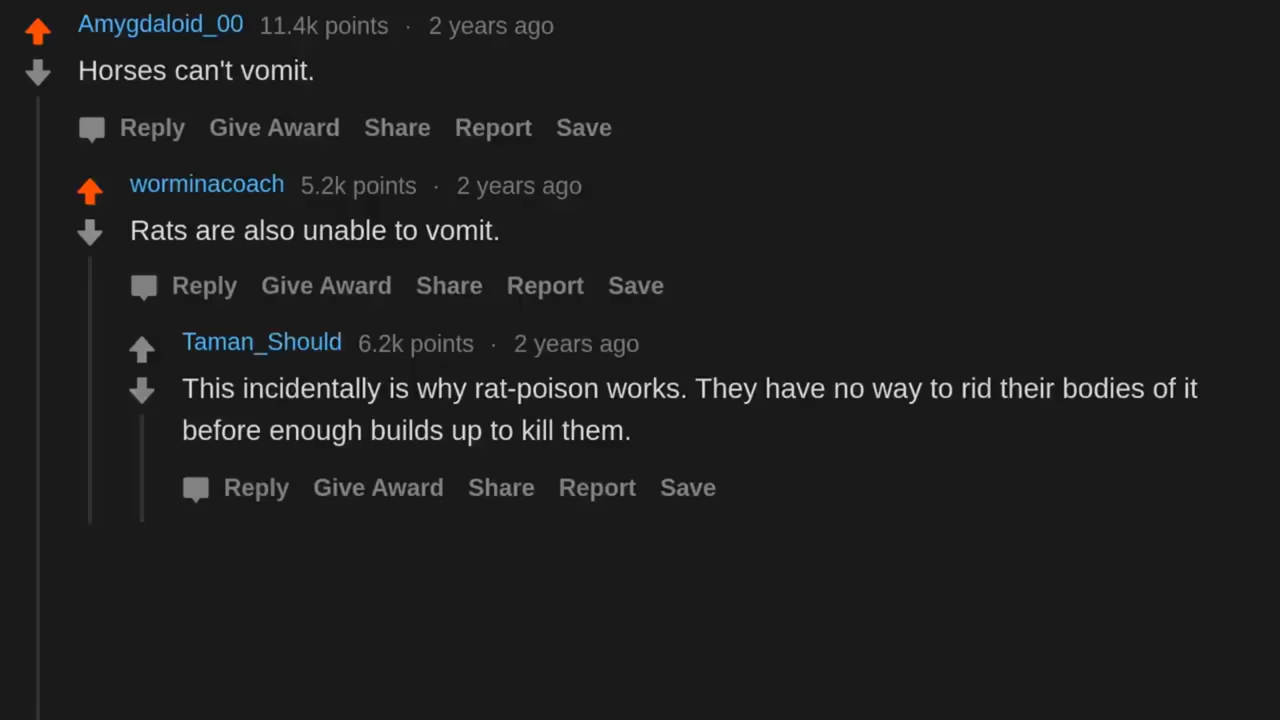 Amygdaloid_00 11.4k points · 2 years ago
Horses can't vomit.
Reply Give Award Share Report Save
worminacoach 5.2k points · 2 years ago
Rats are also unable to vomit.
Reply Give Award Share Report Save
Taman_Should 6.2k points · 2 years ago
This incidentally is why rat-poison works. They have no way to rid their bodies of it
before enough builds up to kill them.
Reply Give Award Share Report Save